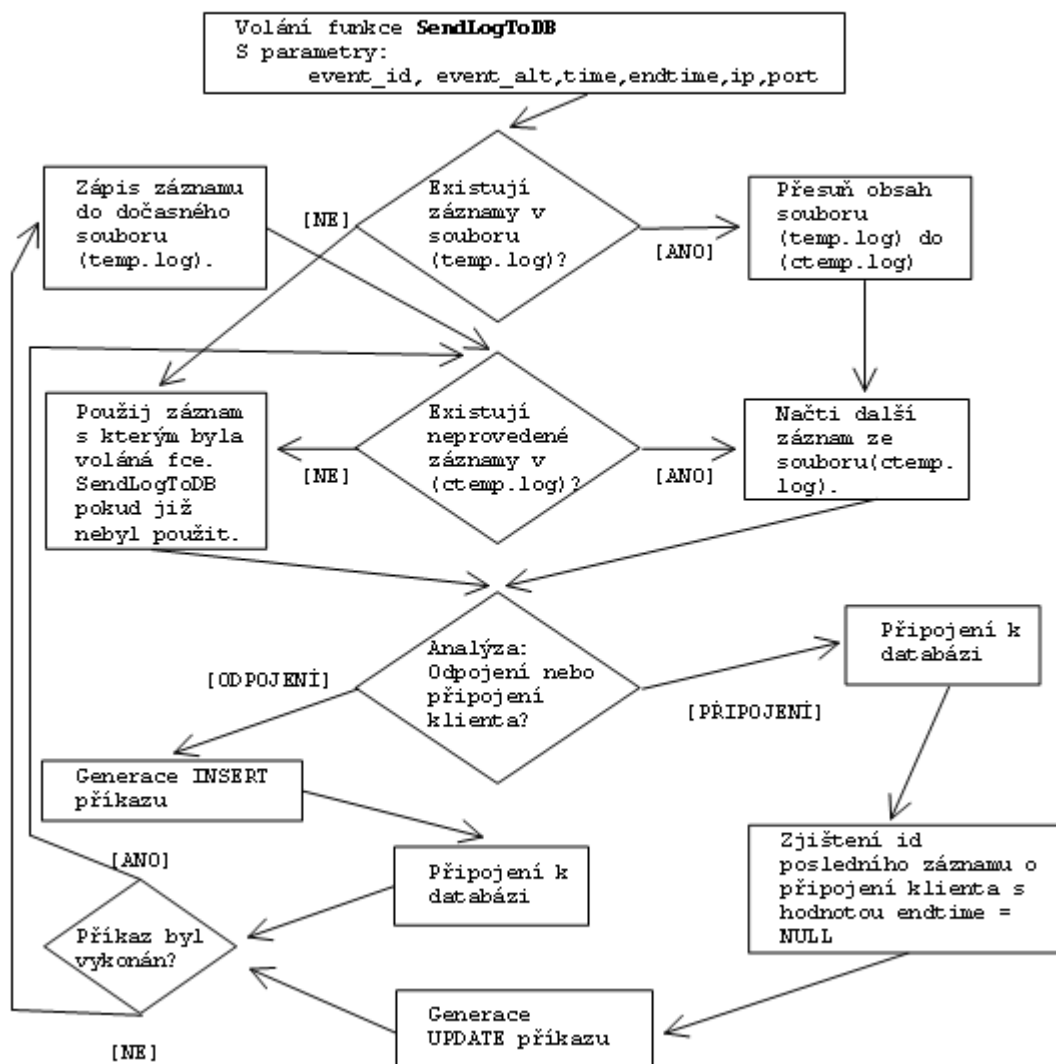 Volání funkce SendLogToDB
S parametry:
event_id, event_alt,time,endtime,ip,port
Zápis záznamu
do dočasného
souboru
(temp.log).
[NE]
Existují
záznamy v
souboru
(temp.log)?
[ANO]
Přesuň obsah
souboru
(temp.log) do
(ctemp.log)
Použij záznam
s kterým byla
voláná fce.
SendLogToDB
pokud již
nebyl použit.
[NE]
Existují
neprovedené
záznamy v
(ctemp.log)?
[ANO]
Načti další
záznam ze
souboru(ctemp.
log).
[ODPOJENÍ]
Analýza:
Odpojení nebo
připojení
klienta?
[PŘIPOJENÍ]
Připojení k
databázi
Generace INSERT
příkazu
[ANO]
Připojení k
databázi
Zjištení id
posledního záznamu o
připojení klienta s
hodnotou endtime =
NULL
Příkaz byl
vykonán?
[NE]
Generace
UPDATE příkazu